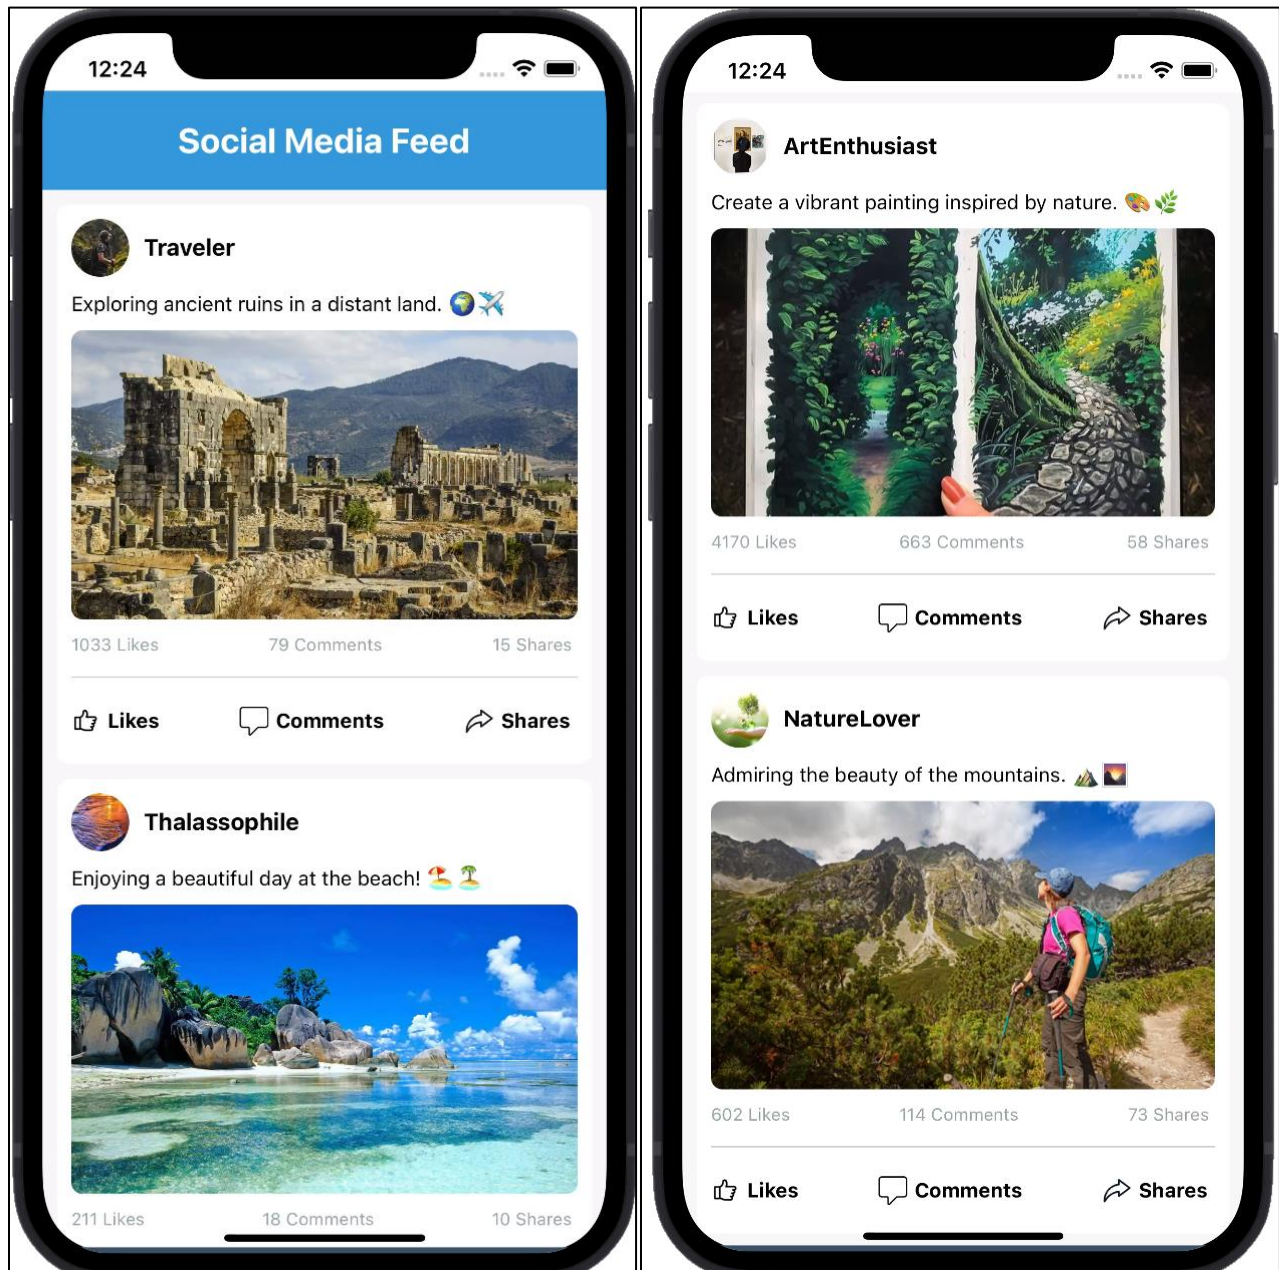 12:24
Social Media Feed
Traveler
Exploring ancient ruins in a distant land. 🌍✈️
1033 Likes 79 Comments 15 Shares
Likes Comments Shares
Thalassophile
Enjoying a beautiful day at the beach! 🏖️🏝️
211 Likes 18 Comments 10 Shares
12:24
ArtEnthusiast
Create a vibrant painting inspired by nature. 🎨🌿
4170 Likes 663 Comments 58 Shares
Likes Comments Shares
NatureLover
Admiring the beauty of the mountains. ⛰️🌄
602 Likes 114 Comments 73 Shares
Likes Comments Shares